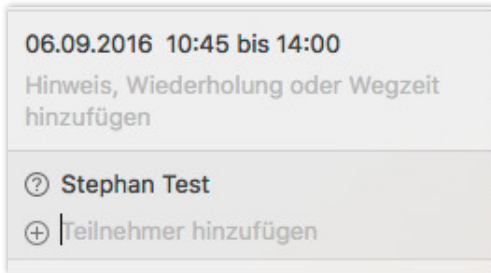 06.09.2016 10:45 bis 14:00
Hinweis, Wiederholung oder Wegzeit
hinzufügen
Stephan Test
Teilnehmer hinzufügen